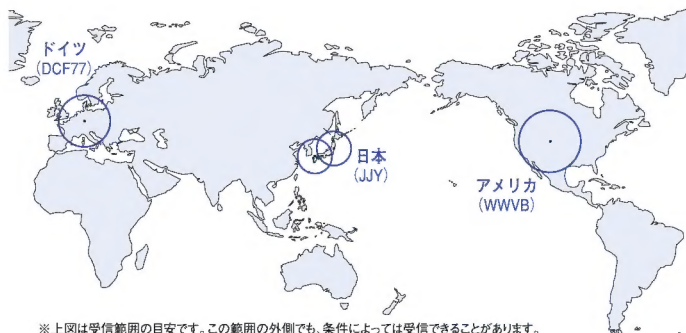 ドイツ
(DCF77)
日本
(JJY)
アメリカ
(WWVB)
※上図は受信範囲の目安です。この範囲の外側でも、条件によっては受信できることがあります。